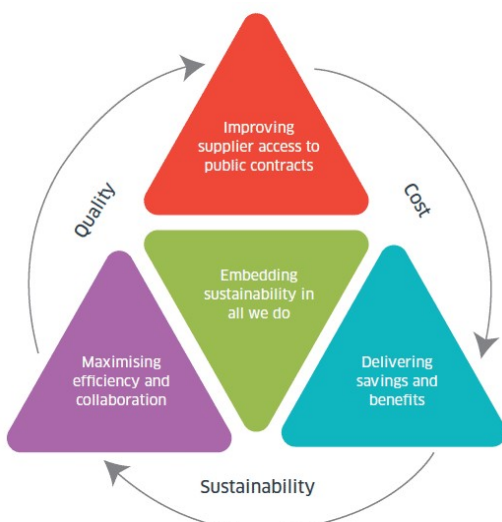 Improving
supplier access to
public contracts
Quality
Cost
Embedding
sustainability in
all we do
Maximising
efficiency and
collaboration
Delivering
savings and
benefits
Sustainability